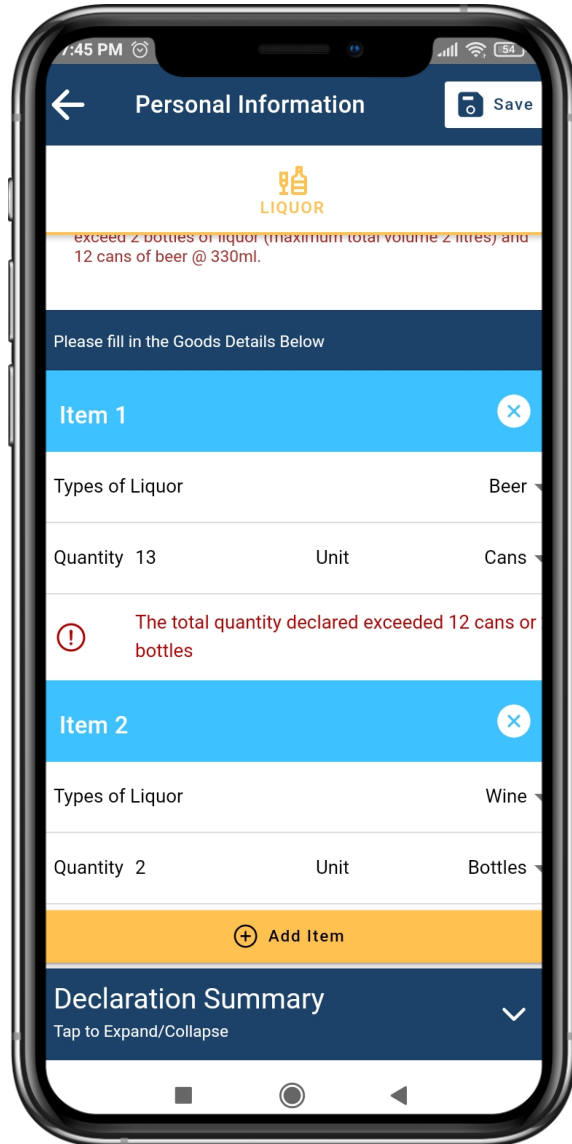 7:45 PM
54
Personal Information
Save
LIQUOR
exceed 2 bottles of liquor (maximum total volume 2 litres) and
12 cans of beer @ 330ml.
Please fill in the Goods Details Below
Item 1
Types of Liquor Beer
Quantity 13 Unit Cans
The total quantity declared exceeded 12 cans or
bottles
Item 2
Types of Liquor Wine
Quantity 2 Unit Bottles
Add Item
Declaration Summary
Tap to Expand/Collapse